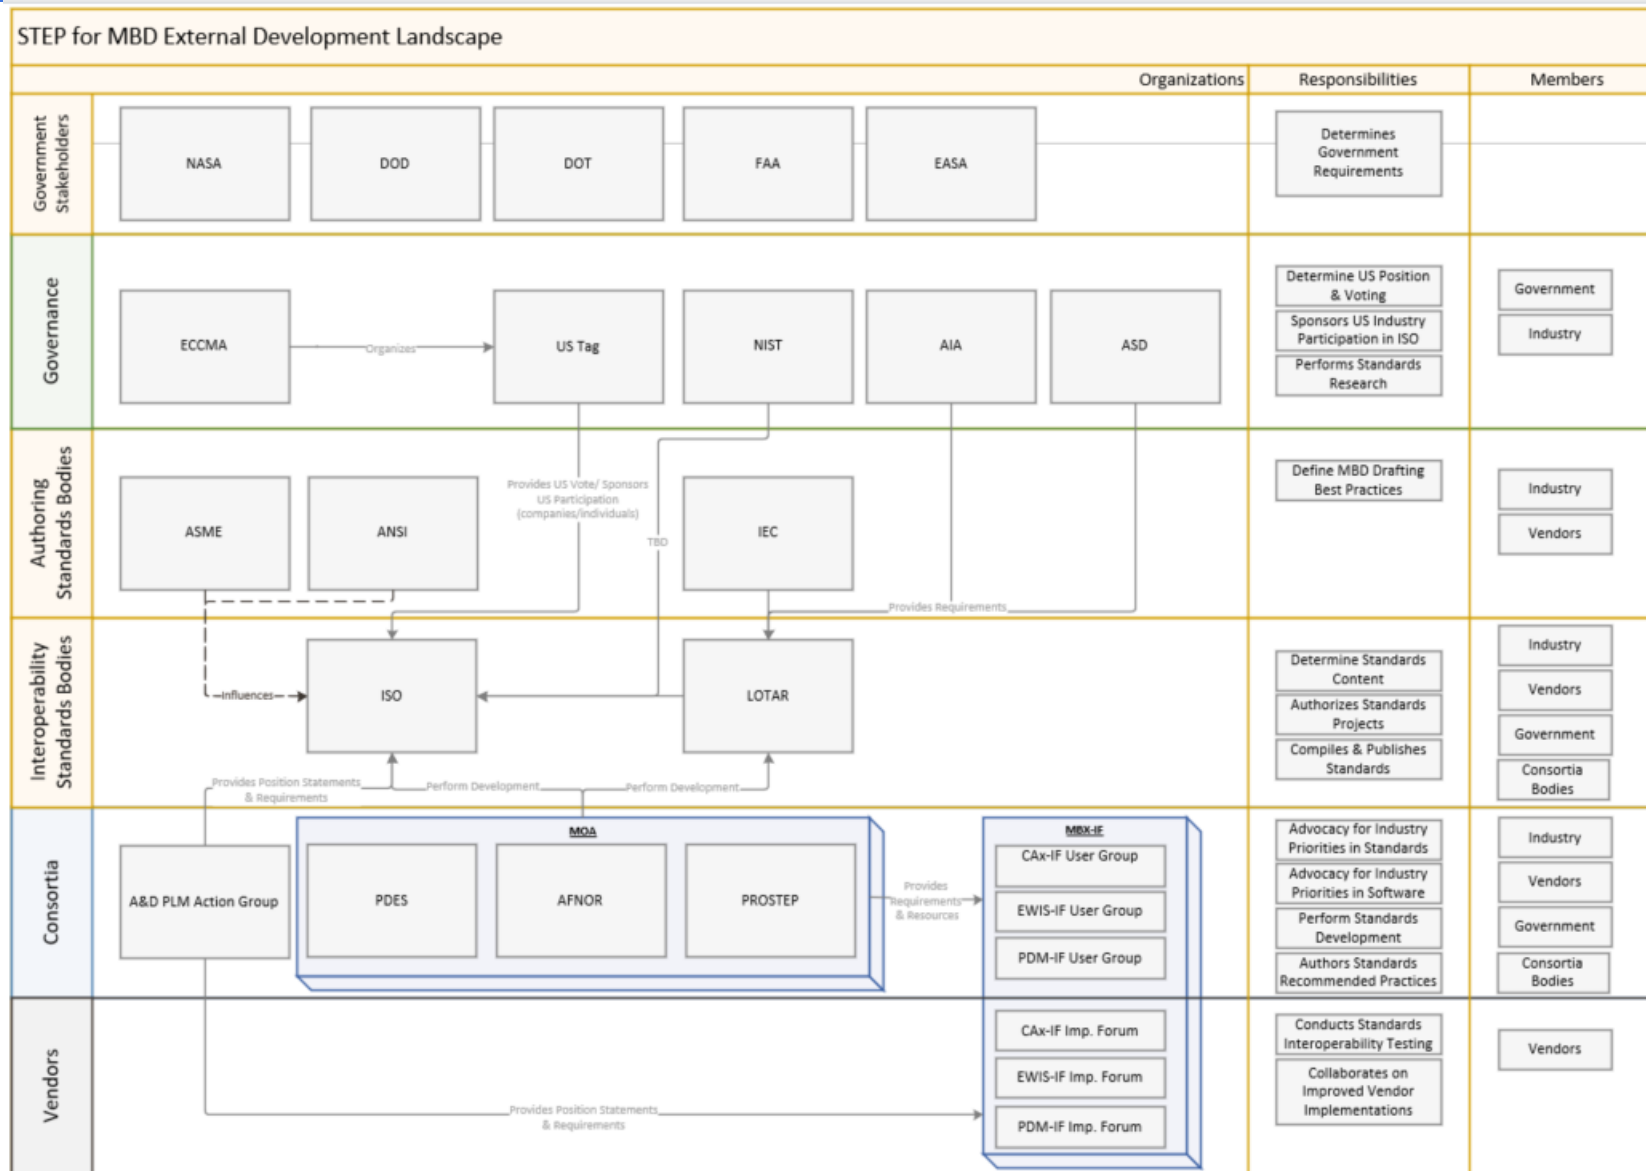 STEP for MBD External Development Landscape
Organizations
Responsibilities
Members
Government
Stakeholders
NASA
DOD
DOT
FAA
EASA
Determines
Government
Requirements
Governance
ECCMA
Organizes
US Tag
NIST
AIA
ASD
Determine US Position
& Voting
Sponsors US Industry
Participation in ISO
Performs Standards
Research
Government
Industry
Authoring
Standards Bodies
ASME
ANSI
Provides US Vote/ Sponsors
US Participation
(companies/individuals)
TBD
IEC
Provides Requirements
Define MBD Drafting
Best Practices
Industry
Vendors
Interoperability
Standards Bodies
Influences
ISO
LOTAR
Provides Position Statements
& Requirements
Perform Development
Perform Development
Determine Standards
Content
Authorizes Standards
Projects
Compiles & Publishes
Standards
Industry
Vendors
Government
Consortia
Bodies
Consortia
A&D PLM Action Group
MOA
PDES
AFNOR
PROSTEP
Provides
Requirements
& Resources
MBX-IF
CAx-IF User Group
EWIS-IF User Group
PDM-IF User Group
Advocacy for Industry
Priorities in Standards
Advocacy for Industry
Priorities in Software
Perform Standards
Development
Authors Standards
Recommended Practices
Industry
Vendors
Government
Consortia
Bodies
Vendors
Provides Position Statements
& Requirements
CAx-IF Imp. Forum
EWIS-IF Imp. Forum
PDM-IF Imp. Forum
Conducts Standards
Interoperability Testing
Collaborates on
Improved Vendor
Implementations
Vendors